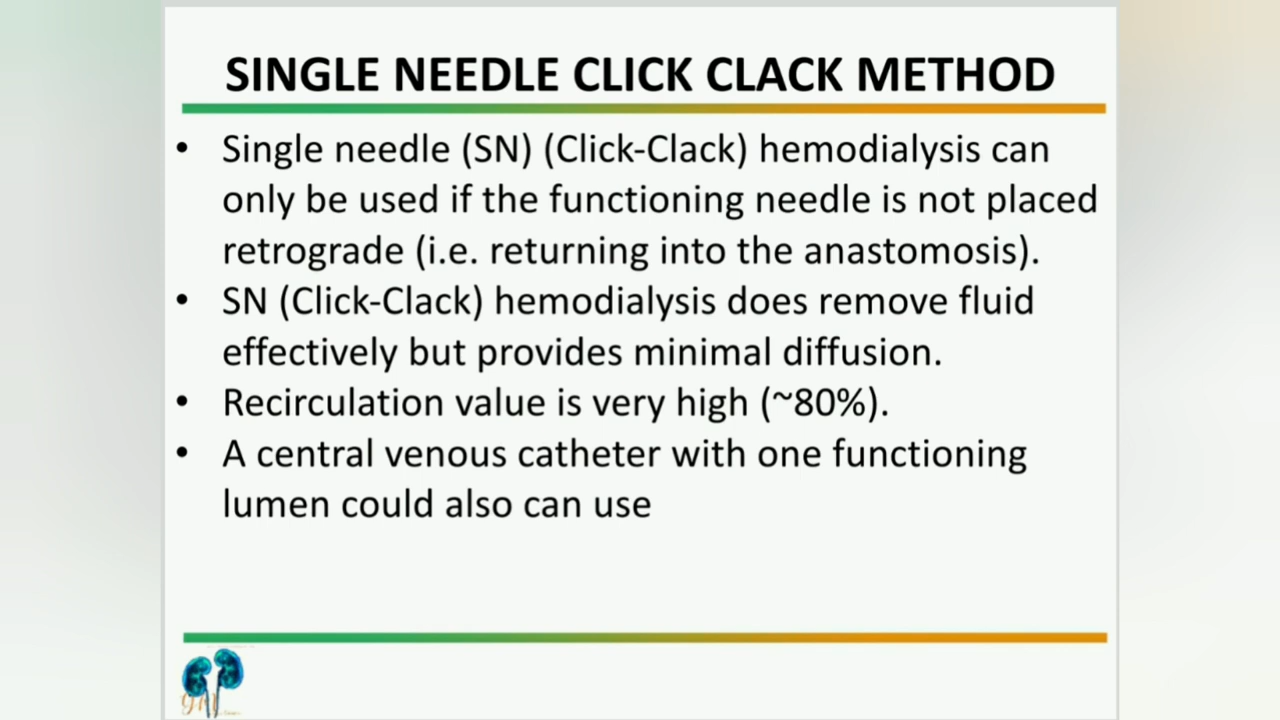 SINGLE NEEDLE CLICK CLACK METHOD
• Single needle (SN) (Click-Clack) hemodialysis can
only be used if the functioning needle is not placed
retrograde (i.e. returning into the anastomosis).
• SN (Click-Clack) hemodialysis does remove fluid
effectively but provides minimal diffusion.
• Recirculation value is very high (~80%).
• A central venous catheter with one functioning
lumen could also can use